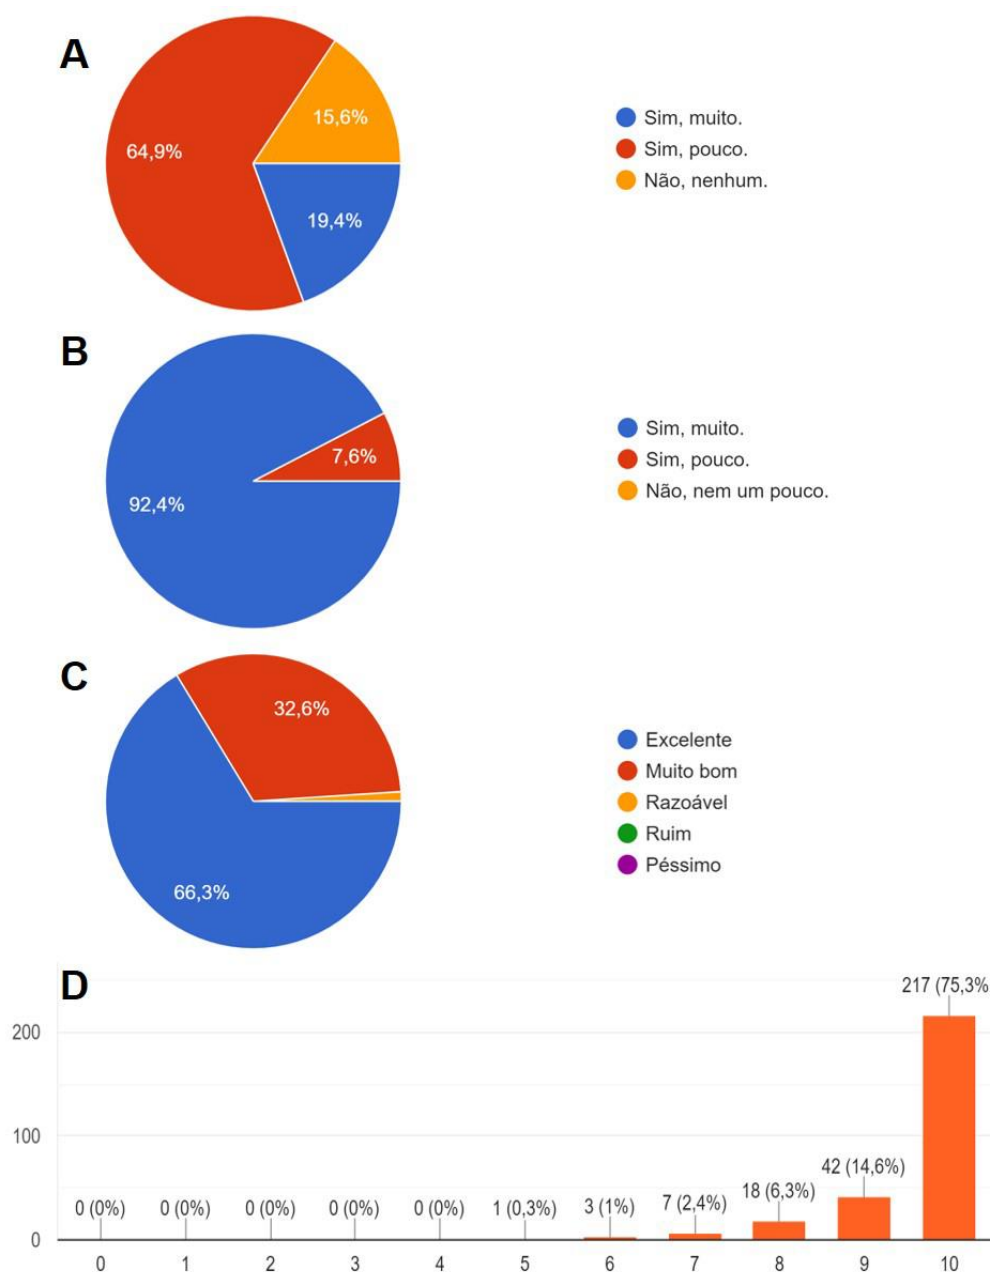 A
64,9%
15,6%
19,4%
Sim, muito.
Sim, pouco.
Não, nenhum.
B
92,4%
7,6%
Sim, muito.
Sim, pouco.
Não, nem um pouco.
C
32,6%
66,3%
Excelente
Muito bom
Razoável
Ruim
Péssimo
D
200
100
0
0 (0%) 0 (0%) 0 (0%) 0 (0%) 0 (0%) 1 (0,3%) 3 (1%) 7 (2,4%) 18 (6,3%) 42 (14,6%) 217 (75,3%
0 1 2 3 4 5 6 7 8 9 10